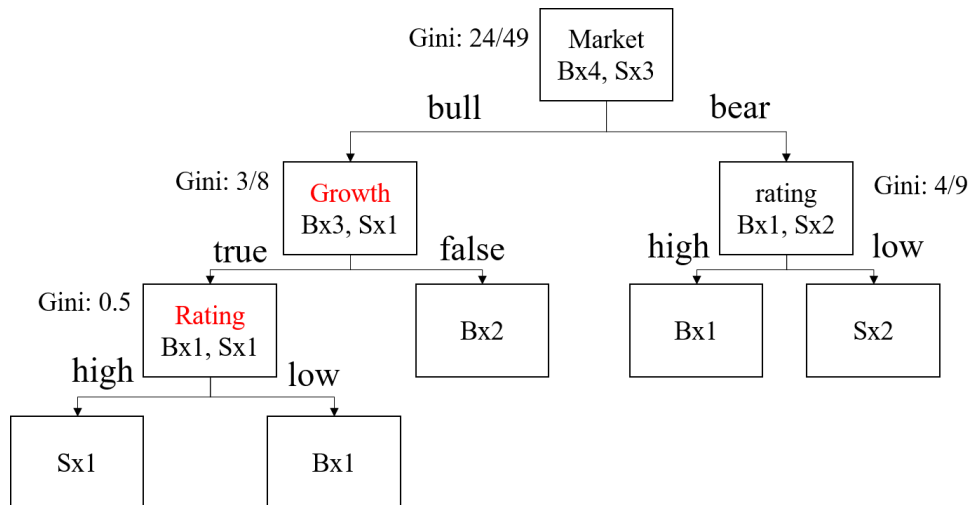 Gini: 24/49
Market
Bx4, Sx3
bull
bear
Gini: 3/8
Growth
Bx3, Sx1
rating
Bx1, Sx2
Gini: 4/9
true
false
high
low
Gini: 0.5
Rating
Bx1, Sx1
Bx2
Bx1
Sx2
high
low
Sx1
Bx1